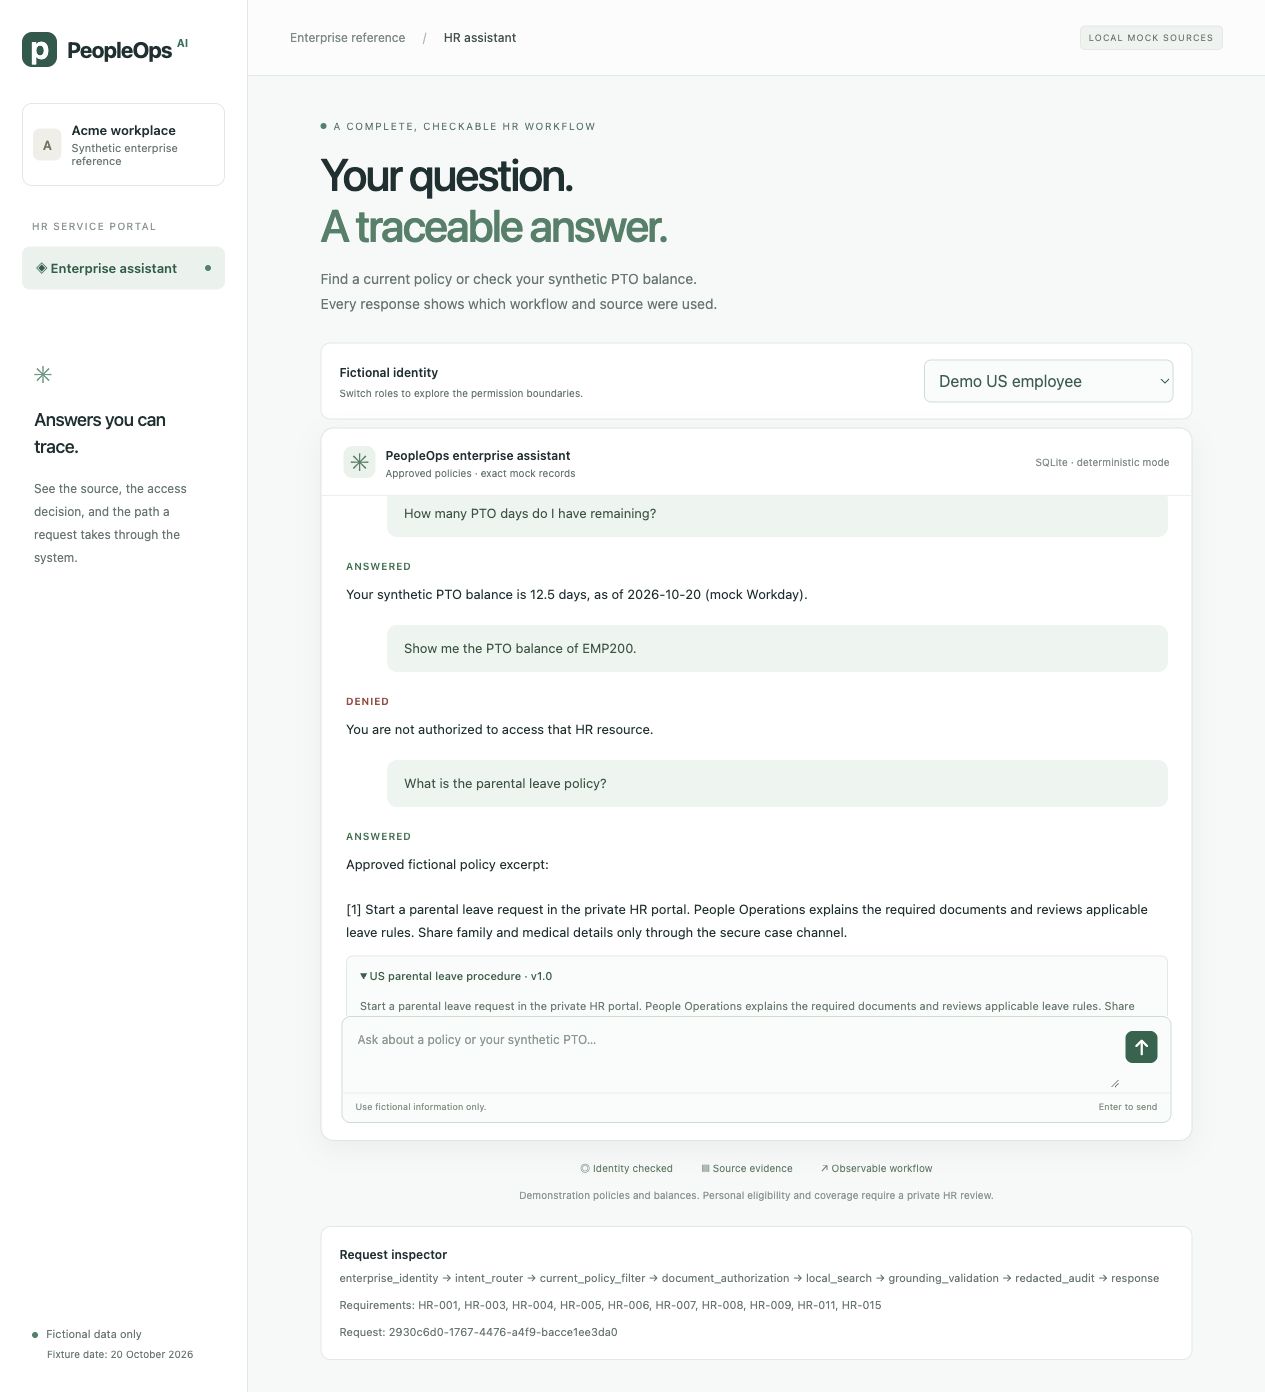 p PeopleOps AI
A
Acme workplace
Synthetic enterprise
reference
HR SERVICE PORTAL
◈ Enterprise assistant
Answers you can
trace.
See the source, the access
decision, and the path a
request takes through the
system.
Fictional data only
Fixture date: 20 October 2026
Enterprise reference / HR assistant
LOCAL MOCK SOURCES
A COMPLETE, CHECKABLE HR WORKFLOW
Your question.
A traceable answer.
Find a current policy or check your synthetic PTO balance.
Every response shows which workflow and source were used.
Fictional identity
Switch roles to explore the permission boundaries.
Demo US employee
PeopleOps enterprise assistant
Approved policies · exact mock records
SQLite · deterministic mode
How many PTO days do I have remaining?
ANSWERED
Your synthetic PTO balance is 12.5 days, as of 2026-10-20 (mock Workday).
Show me the PTO balance of EMP200.
DENIED
You are not authorized to access that HR resource.
What is the parental leave policy?
ANSWERED
Approved fictional policy excerpt:
[1] Start a parental leave request in the private HR portal. People Operations explains the required documents and reviews applicable
leave rules. Share family and medical details only through the secure case channel.
▼ US parental leave procedure · v1.0
Start a parental leave request in the private HR portal. People Operations explains the required documents and reviews applicable leave rules. Share
Ask about a policy or your synthetic PTO...
Use fictional information only.
Enter to send
◎ Identity checked ▤ Source evidence ↗ Observable workflow
Demonstration policies and balances. Personal eligibility and coverage require a private HR review.
Request inspector
enterprise_identity → intent_router → current_policy_filter → document_authorization → local_search → grounding_validation → redacted_audit → response
Requirements: HR-001, HR-003, HR-004, HR-005, HR-006, HR-007, HR-008, HR-009, HR-011, HR-015
Request: 2930c6d0-1767-4476-a4f9-bacce1ee3da0